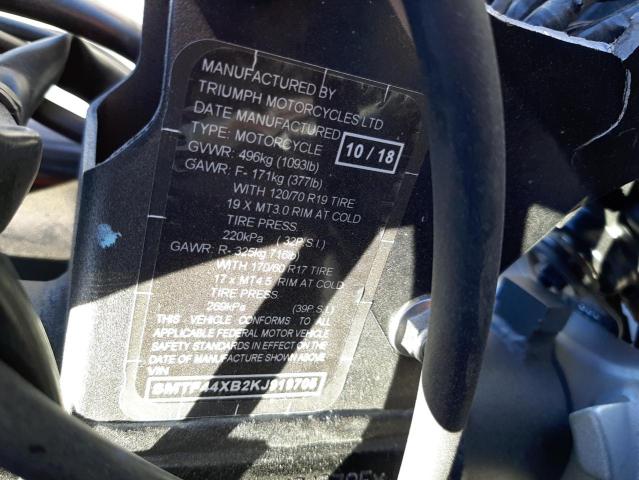 MANUFACTURED BY
TRIUMPH MOTORCYCLES LTD
DATE MANUFACTURED
10 / 18
TYPE: MOTORCYCLE
GVWR: 496kg (1093lb)
GAWR: F- 171kg (377lb)
WITH 120/70 R19 TIRE
19 X MT3.0 RIM AT COLD
TIRE PRESS.
220kPa ( 32P.S.I.)
GAWR: R- 325kg 716lb)
WITH 170/60 R17 TIRE
17 x MT4.5 RIM AT COLD
TIRE PRESS.
269kPa (39P.S.I.)
THIS VEHICLE CONFORMS TO ALL
APPLICABLE FEDERAL MOTOR VEHICLE
SAFETY STANDARDS IN EFFECT ON THE
DATE OF MANUFACTURE SHOWN ABOVE
VIN